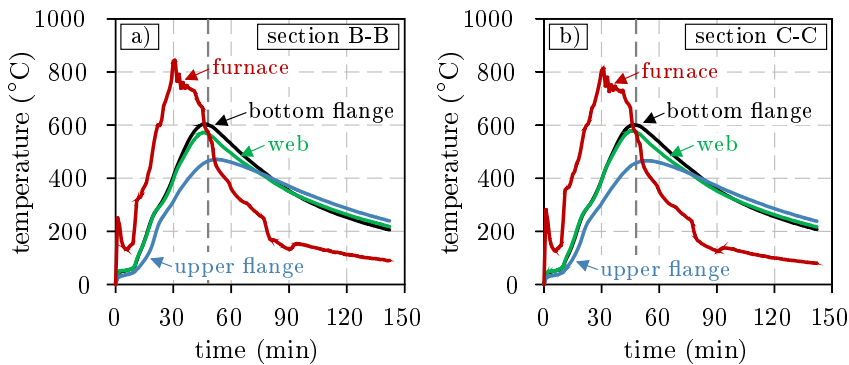 1000
a)
section B-B
800
furnace
600
bottom flange
web
400
200
upper flange
0
temperature (°C)
0 30 60 90 120 150
time (min)
1000
b)
section C-C
800
furnace
600
bottom flange
web
400
200
upper flange
0
temperature (°C)
0 30 60 90 120 150
time (min)